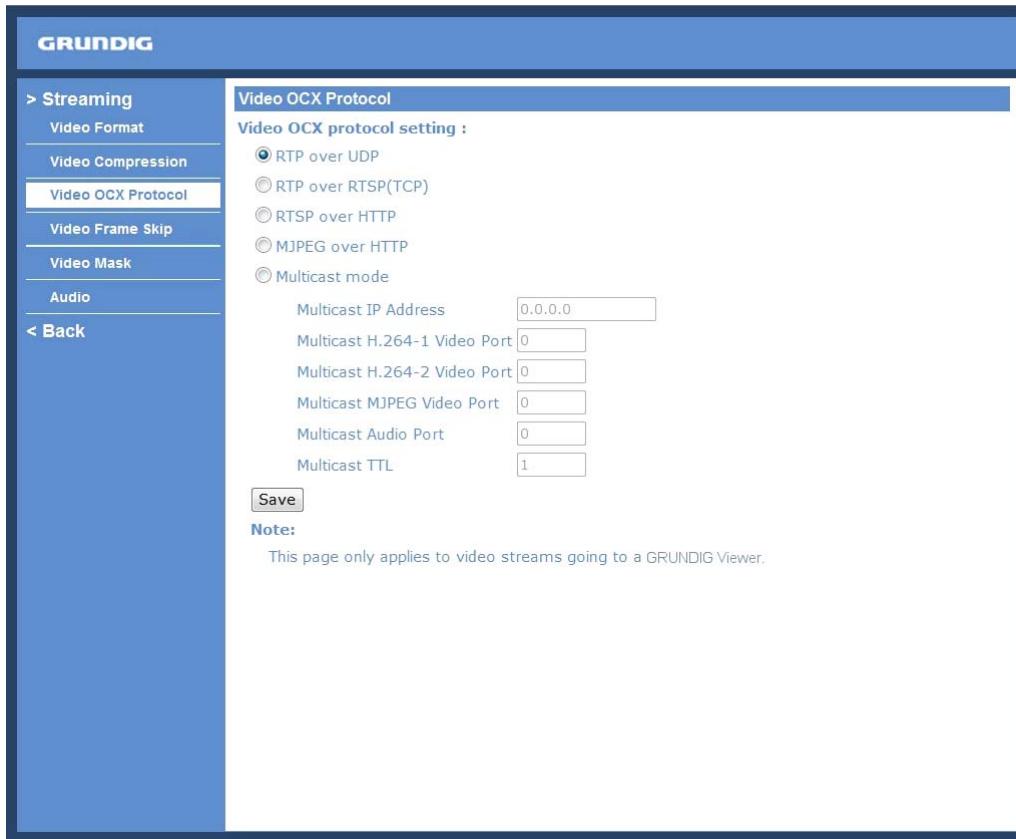 GRUNDIG
> Streaming
Video Format
Video Compression
Video OCX Protocol
Video Frame Skip
Video Mask
Audio
< Back
Video OCX Protocol
Video OCX protocol setting :
RTP over UDP
RTP over RTSP(TCP)
RTSP over HTTP
MJPEG over HTTP
Multicast mode
Multicast IP Address 0.0.0.0
Multicast H.264-1 Video Port 0
Multicast H.264-2 Video Port 0
Multicast MJPEG Video Port 0
Multicast Audio Port 0
Multicast TTL 1
Save
Note:
This page only applies to video streams going to a GRUNDIG Viewer.